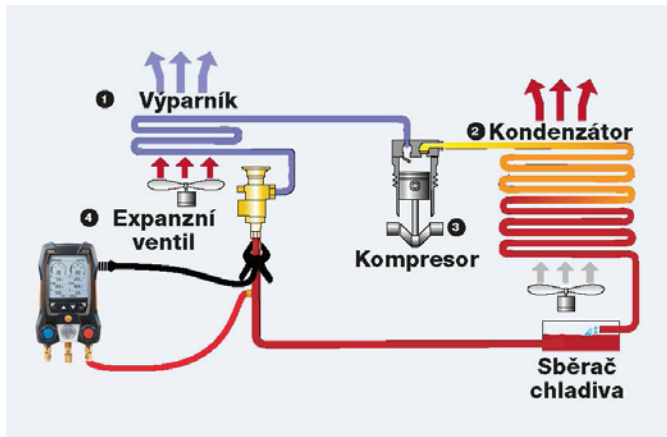 1 Výparník
2 Kondenzátor
4 Expanzní
ventil
3
Kompresor
Sběrač
chladiva